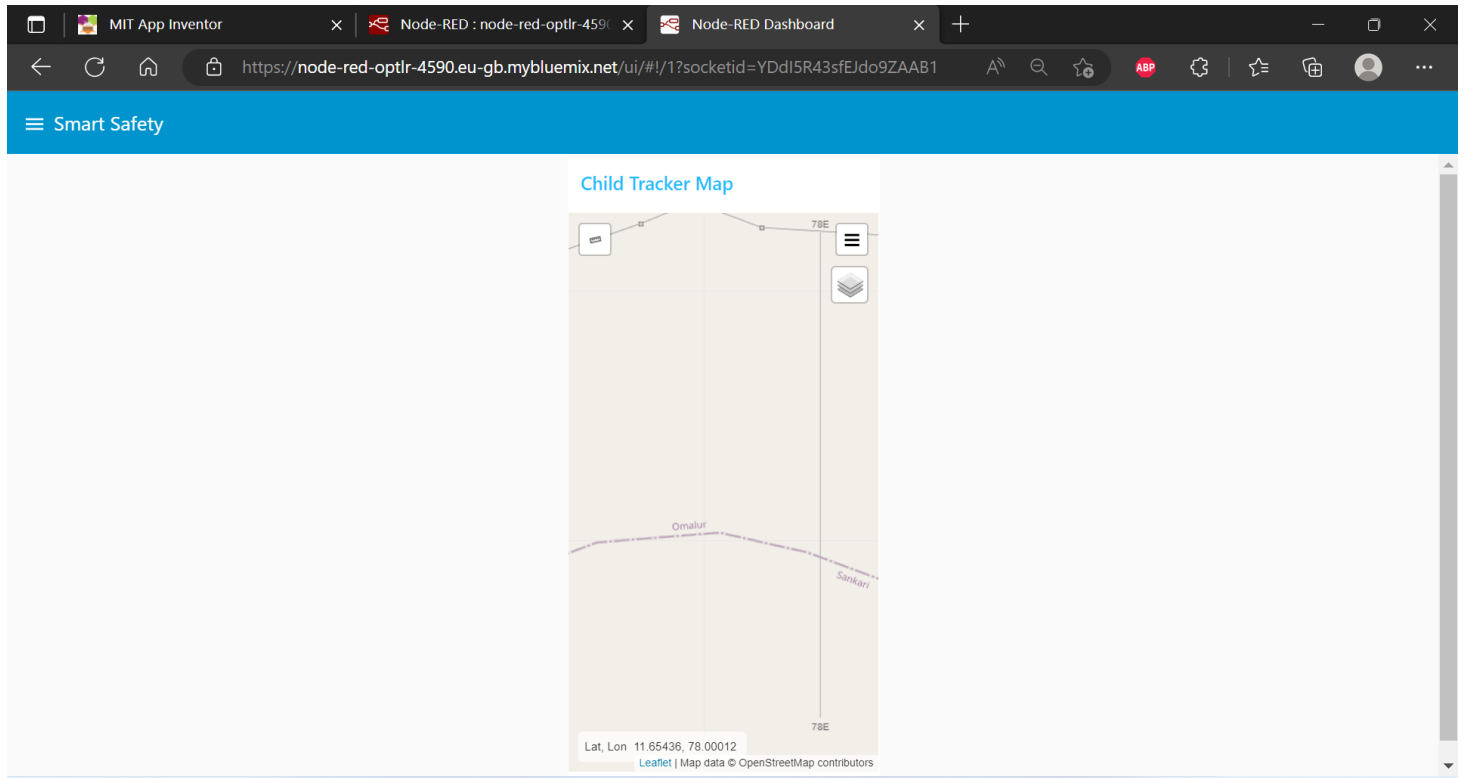 MIT App Inventor
Node-RED : node-red-optlr-459
Node-RED Dashboard
https://node-red-optlr-4590.eu-gb.mybluemix.net/ui/#!/1?socketid=YDdI5R43sfEJdo9ZAAB1
ABP
Smart Safety
Child Tracker Map
78E
Omalur
Sankari
78E
Lat, Lon 11.65436, 78.00012
Leaflet | Map data © OpenStreetMap contributors